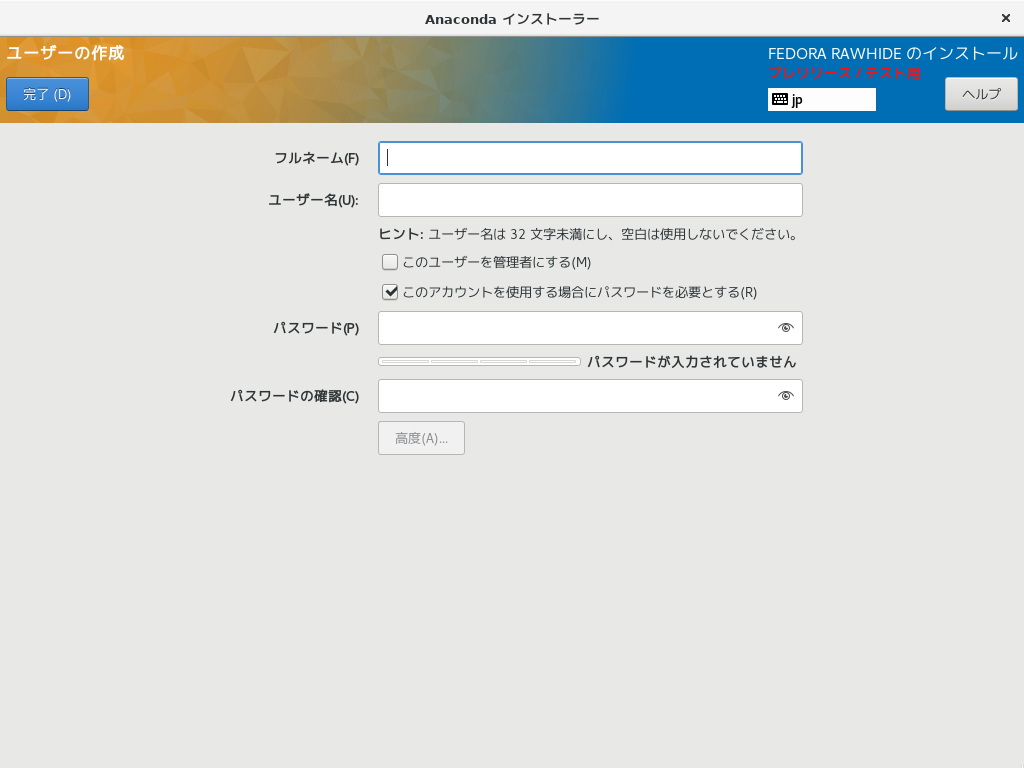 Anaconda インストーラー
ユーザーの作成
FEDORA RAWHIDE のインストール
プレリリース / テスト用
完了 (D)
jp
ヘルプ
フルネーム(F)
ユーザー名(U):
ヒント: ユーザー名は 32 文字未満にし、空白は使用しないでください。
このユーザーを管理者にする(M)
このアカウントを使用する場合にパスワードを必要とする(R)
パスワード(P)
パスワードが入力されていません
パスワードの確認(C)
高度(A)...